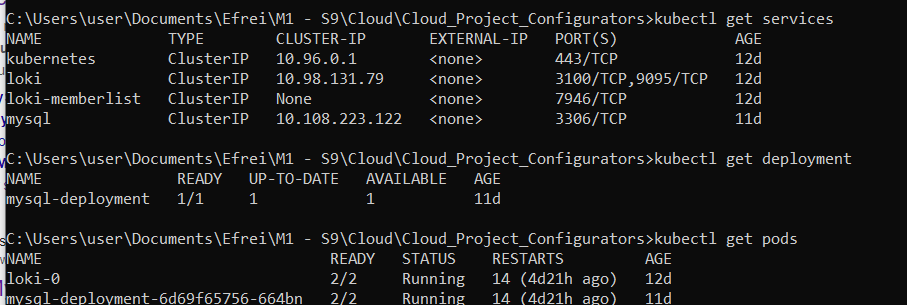 C:\Users\user\Documents\Efrei\M1 - S9\Cloud\Cloud_Project_Configurators>kubectl get services
NAME TYPE CLUSTER-IP EXTERNAL-IP PORT(S) AGE
kubernetes ClusterIP 10.96.0.1 <none> 443/TCP 12d
loki ClusterIP 10.98.131.79 <none> 3100/TCP,9095/TCP 12d
loki-memberlist ClusterIP None <none> 7946/TCP 12d
mysql ClusterIP 10.108.223.122 <none> 3306/TCP 11d
C:\Users\user\Documents\Efrei\M1 - S9\Cloud\Cloud_Project_Configurators>kubectl get deployment
NAME READY UP-TO-DATE AVAILABLE AGE
mysql-deployment 1/1 1 1 11d
C:\Users\user\Documents\Efrei\M1 - S9\Cloud\Cloud_Project_Configurators>kubectl get pods
NAME READY STATUS RESTARTS AGE
loki-0 2/2 Running 14 (4d21h ago) 12d
mysql-deployment-6d69f65756-664bn 2/2 Running 14 (4d21h ago) 11d